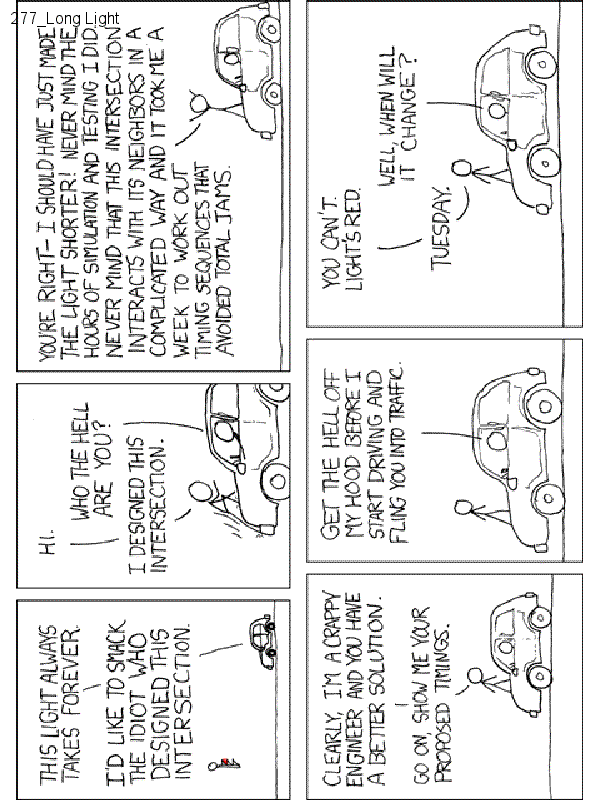 277_Long Light
THIS LIGHT ALWAYS
TAKES FOREVER.
I'D LIKE TO SMACK
THE IDIOT WHO
DESIGNED THIS
INTERSECTION.
HI.
WHO THE HELL
ARE YOU?
I DESIGNED THIS
INTERSECTION.
YOU'RE RIGHT- I SHOULD HAVE JUST MADE
THE LIGHT SHORTER! NEVER MIND THE
HOURS OF SIMULATION AND TESTING I DID.
NEVER MIND THAT THIS INTERSECTION
INTERACTS WITH ITS NEIGHBORS IN A
COMPLICATED WAY AND IT TOOK ME A
WEEK TO WORK OUT
TIMING SEQUENCES THAT
AVOIDED TOTAL JAMS.
CLEARLY, I'M A CRAPPY
ENGINEER AND YOU HAVE
A BETTER SOLUTION.
GO ON, SHOW ME YOUR
PROPOSED TIMINGS.
GET THE HELL OFF
MY HOOD BEFORE I
START DRIVING AND
FLING YOU INTO TRAFFIC.
YOU CAN'T.
LIGHT'S RED.
WELL, WHEN WILL
IT CHANGE?
TUESDAY.